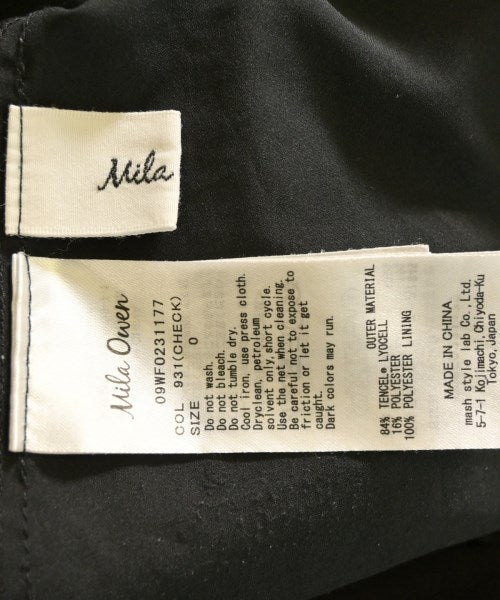 Mila
Mila Owen
09WF0231177
COL 931(CHECK)
SIZE 0
Do not wash.
Do not bleach.
Do not tumble dry.
Cool iron, use press cloth.
Dryclean, petroleum
solvent only,short cycle.
Use the net when cleaning.
Be careful not to expose to
friction or let it get
caught.
Dark colors may run.
OUTER MATERIAL
84% TENCEL® LYOCELL
16% POLYESTER
100% POLYESTER LINING
MADE IN CHINA
mash style lab Co.,Ltd.
5-7-1 Kojimachi,Chiyoda-Ku
Tokyo,Japan